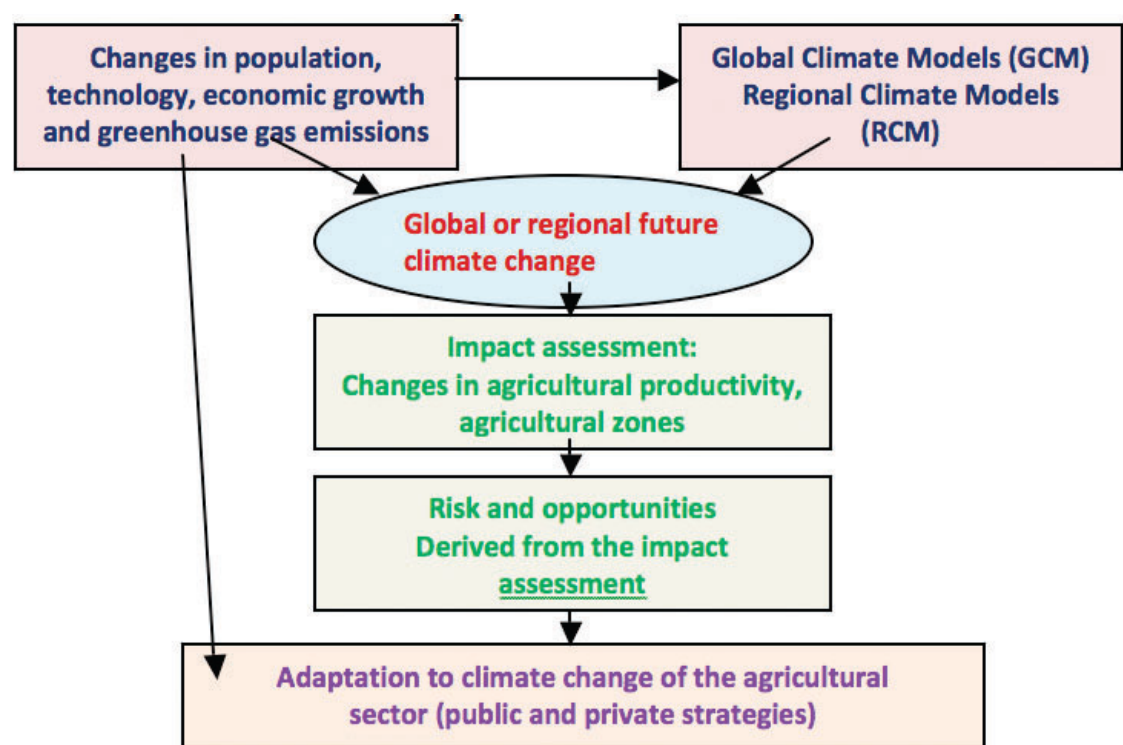 Changes in population,
technology, economic growth
and greenhouse gas emissions
Global Climate Models (GCM)
Regional Climate Models
(RCM)
Global or regional future
climate change
Impact assessment:
Changes in agricultural productivity,
agricultural zones
Risk and opportunities
Derived from the impact
assessment
Adaptation to climate change of the agricultural
sector (public and private strategies)